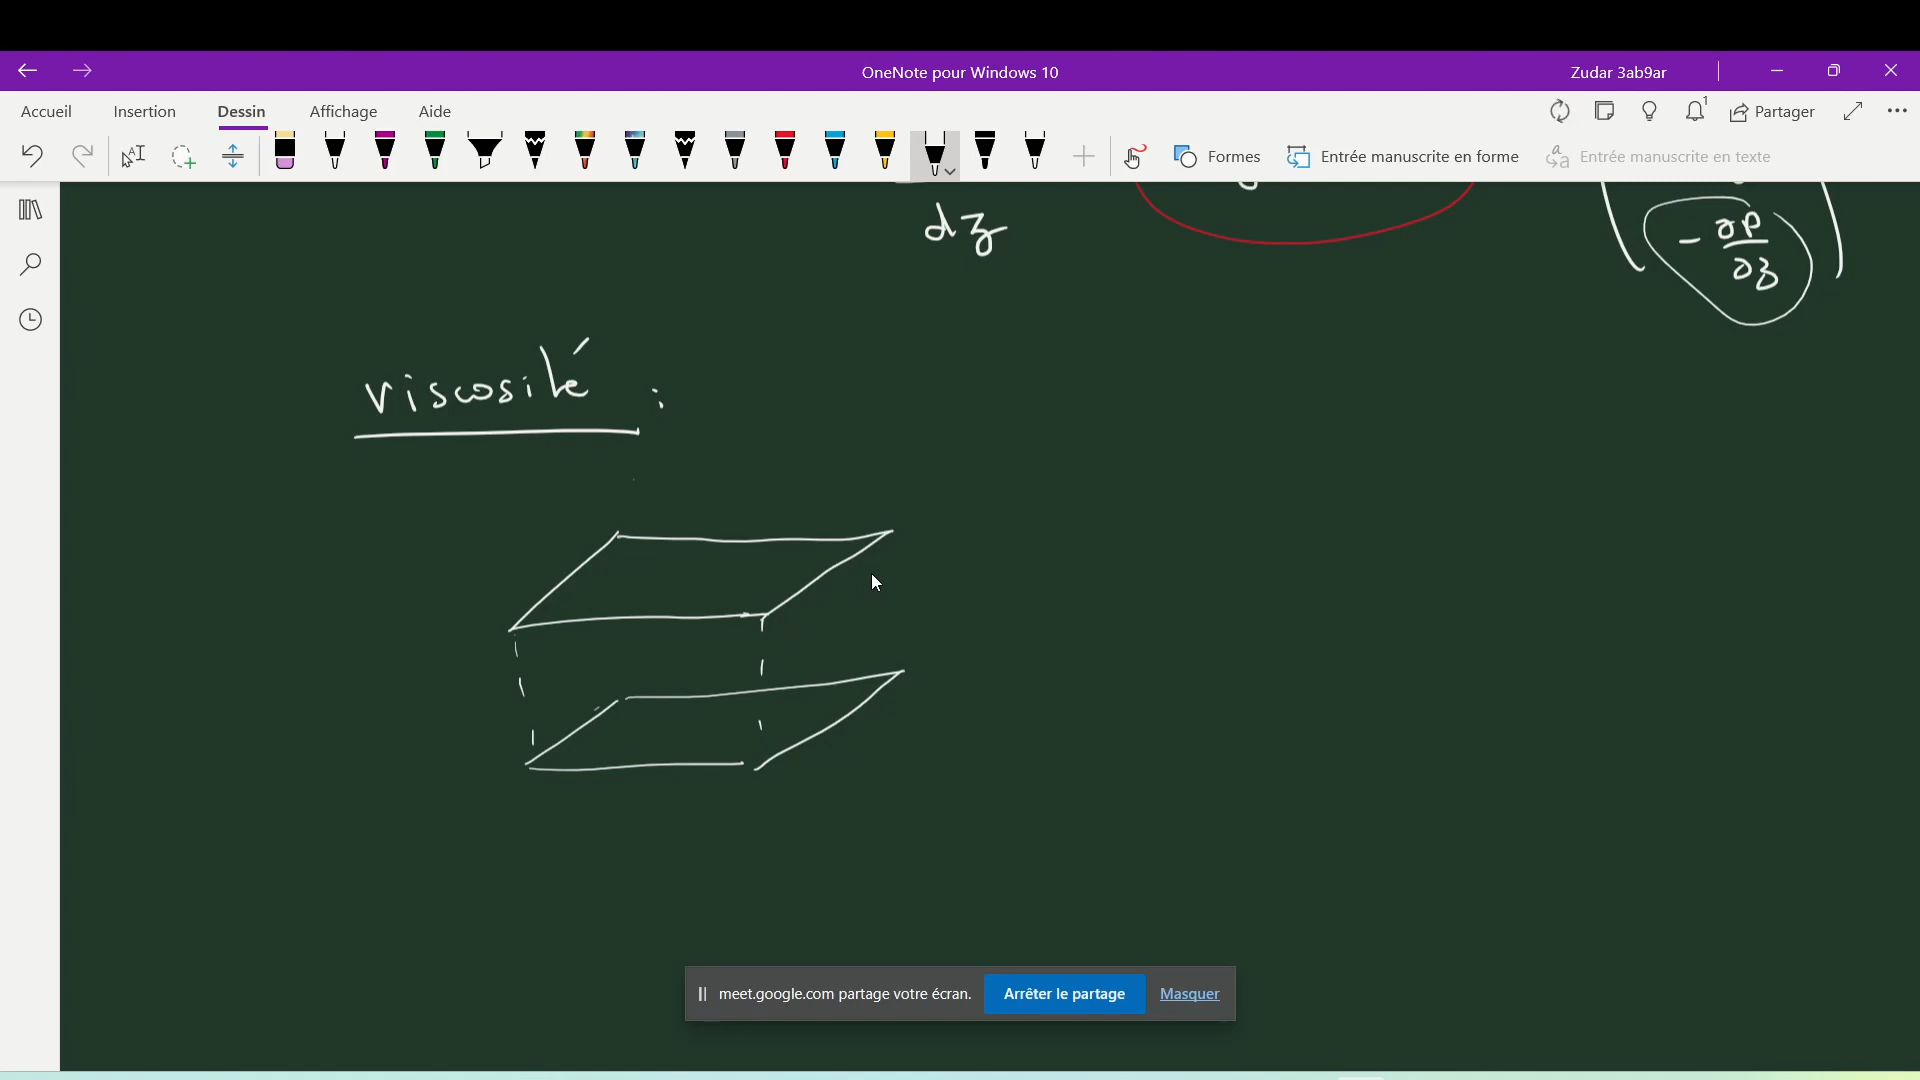 OneNote pour Windows 10
Zudar 3ab9ar
Accueil Insertion Dessin Affichage Aide
1
Partager
Formes
Entrée manuscrite en forme
Entrée manuscrite en texte
dz
- ∂P
∂z
viscosité :
meet.google.com partage votre écran.
Arrêter le partage
Masquer